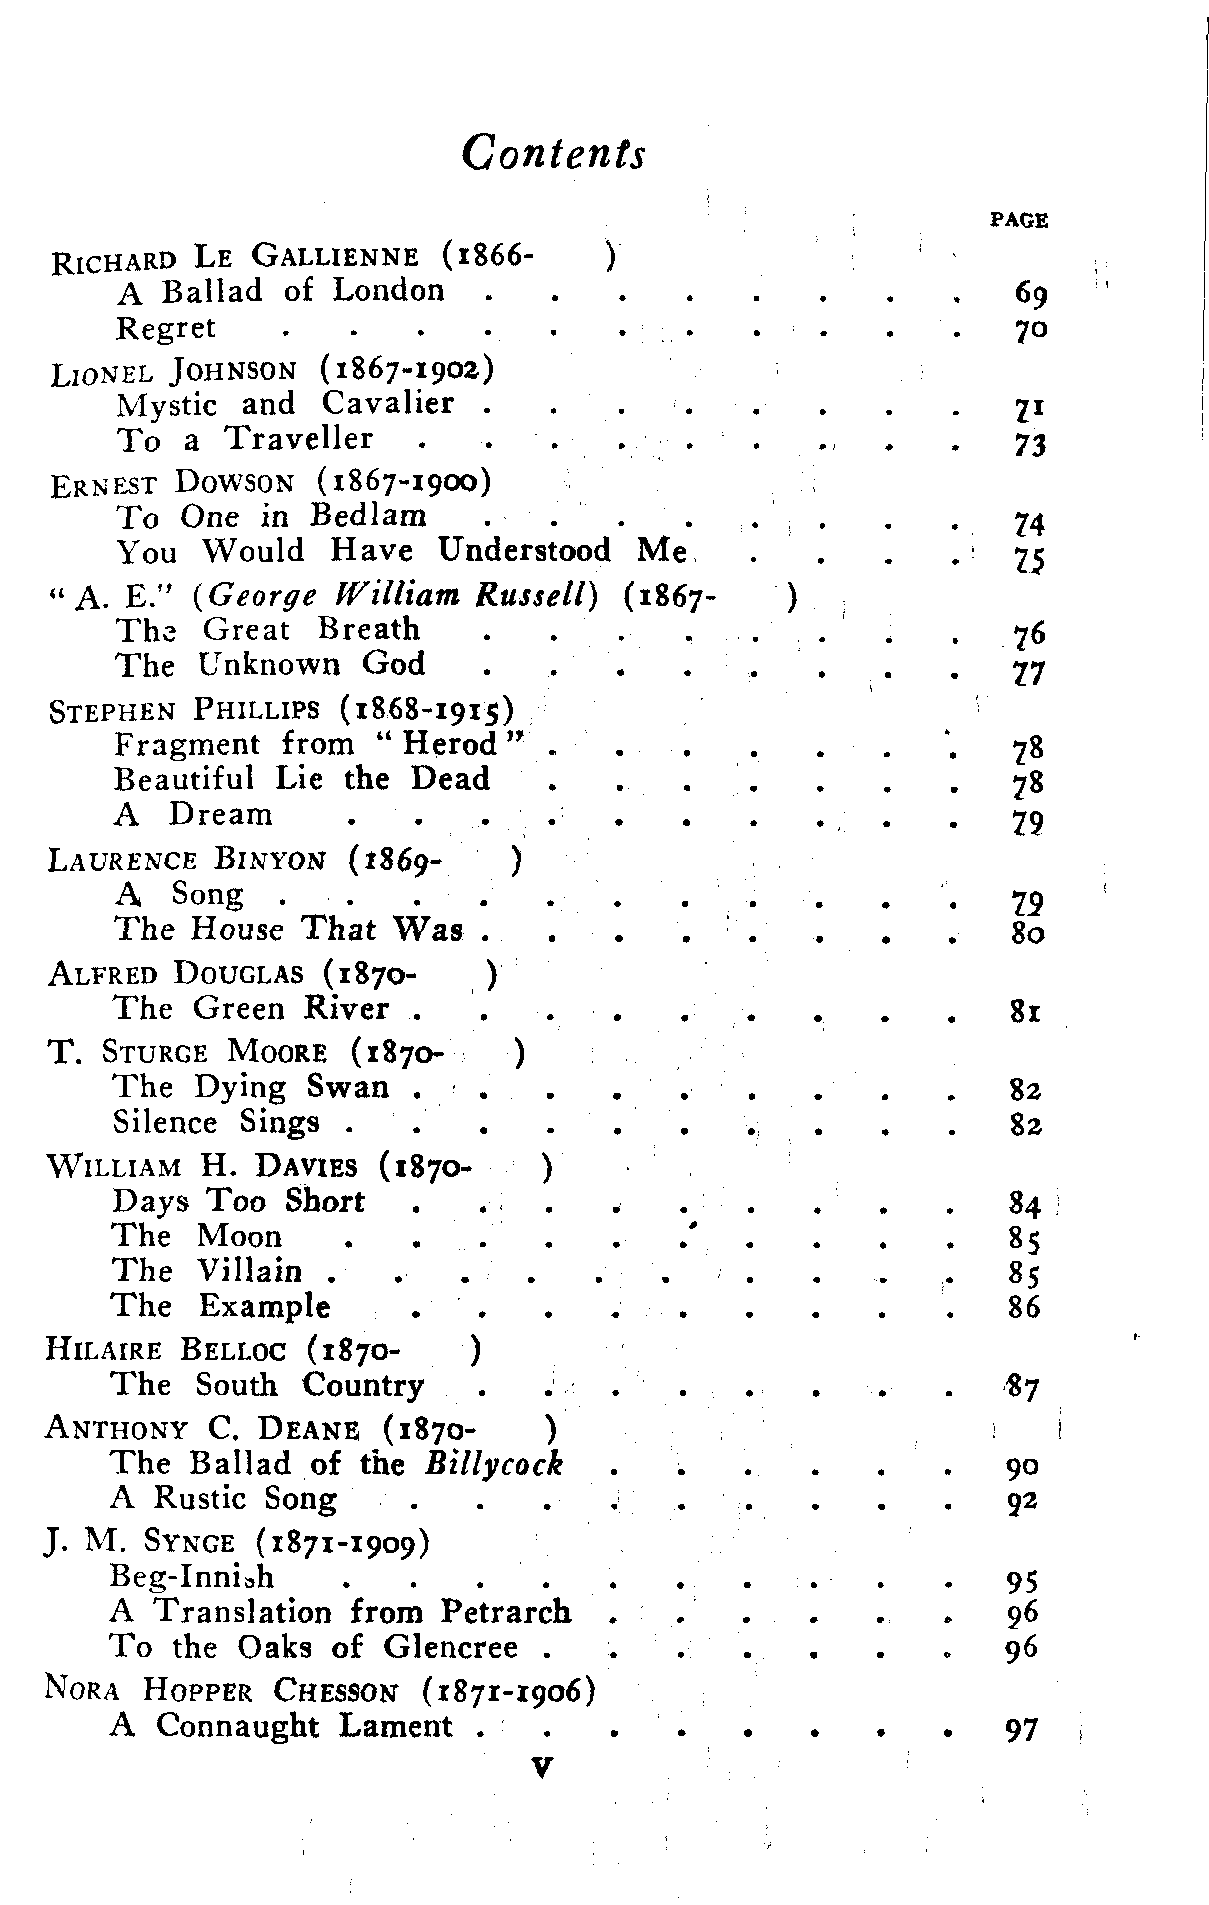 Contents
PAGE
RICHARD LE GALLIENNE (1866- )
A Ballad of London . . . . . . . . 69
Regret . . . . . . . . . . . 70
LIONEL JOHNSON (1867-1902)
Mystic and Cavalier . . . . . . . . 71
To a Traveller . . . . . . . . . 73
ERNEST DOWSON (1867-1900)
To One in Bedlam . . . . . . . . 74
You Would Have Understood Me . . . . 75
"A. E." (George William Russell) (1867- )
The Great Breath . . . . . . . . 76
The Unknown God . . . . . . . . 77
STEPHEN PHILLIPS (1868-1915)
Fragment from "Herod" . . . . . . . 78
Beautiful Lie the Dead . . . . . . . 78
A Dream . . . . . . . . . . 79
LAURENCE BINYON (1869- )
A Song . . . . . . . . . . . 79
The House That Was . . . . . . . . 80
ALFRED DOUGLAS (1870- )
The Green River . . . . . . . . . 81
T. STURGE MOORE (1870- )
The Dying Swan . . . . . . . . . 82
Silence Sings . . . . . . . . . . 82
WILLIAM H. DAVIES (1870- )
Days Too Short . . . . . . . . . 84
The Moon . . . . . . . . . . 85
The Villain . . . . . . . . . . 85
The Example . . . . . . . . . 86
HILAIRE BELLOC (1870- )
The South Country . . . . . . . . 87
ANTHONY C. DEANE (1870- )
The Ballad of the Billycock . . . . . . 90
A Rustic Song . . . . . . . . . 92
J. M. SYNGE (1871-1909)
Beg-Innish . . . . . . . . . . 95
A Translation from Petrarch . . . . . . 96
To the Oaks of Glencree . . . . . . . 96
NORA HOPPER CHESSON (1871-1906)
A Connaught Lament . . . . . . . . 97
v